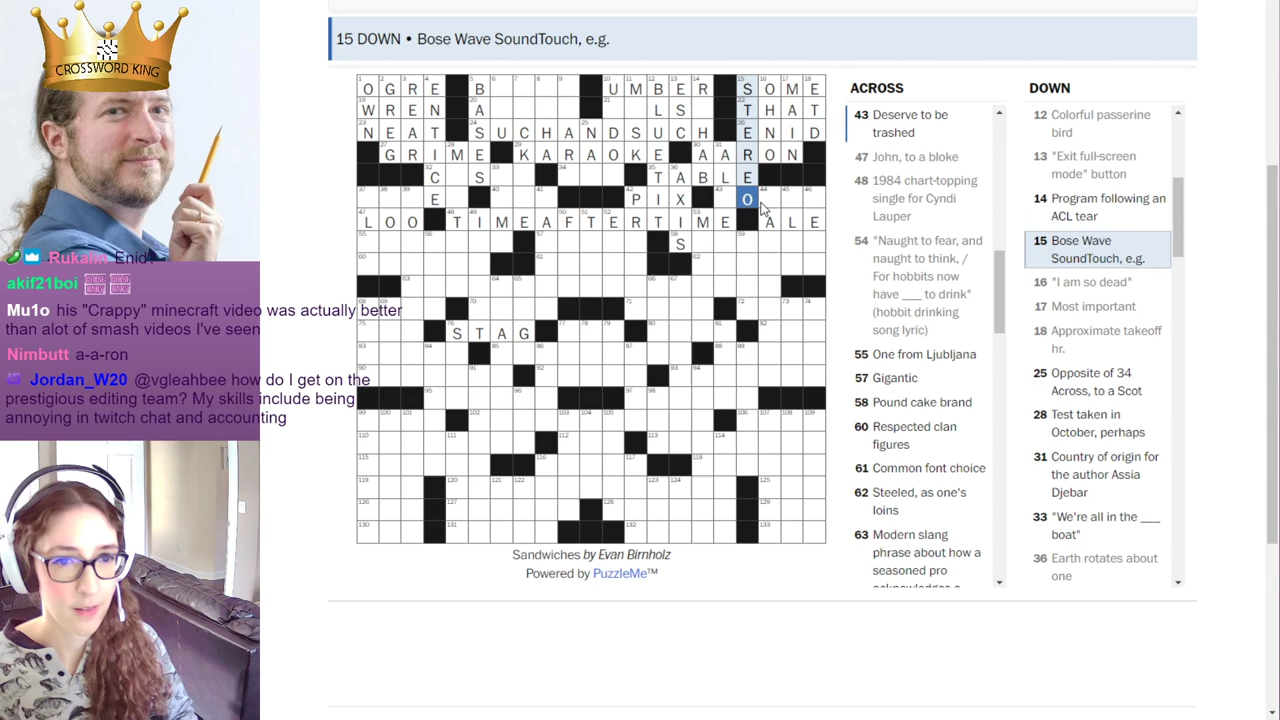 CROSSWORD KING
15 DOWN • Bose Wave SoundTouch, e.g.
O G R E B U M B E R S O M E
W R E N A L S T H A T
N E A T S U C H A N D S U C H E N I D
G R I M E K A R A O K E A A R O N
C S T A B L E
E P I X O
L O O T I M E A F T E R T I M E A L E
S
S T A G
Sandwiches by Evan Birnholz
Powered by PuzzleMe™
ACROSS
43 Deserve to be
trashed
47 John, to a bloke
48 1984 chart-topping
single for Cyndi
Lauper
54 "Naught to fear, and
naught to think, /
For hobbits now
have ___ to drink"
(hobbit drinking
song lyric)
55 One from Ljubljana
57 Gigantic
58 Pound cake brand
60 Respected clan
figures
61 Common font choice
62 Steeled, as one's
loins
63 Modern slang
phrase about how a
seasoned pro
acknowledges a
DOWN
12 Colorful passerine
bird
13 "Exit full-screen
mode" button
14 Program following an
ACL tear
15 Bose Wave
SoundTouch, e.g.
16 "I am so dead"
17 Most important
18 Approximate takeoff
hr.
25 Opposite of 34
Across, to a Scot
28 Test taken in
October, perhaps
31 Country of origin for
the author Assia
Djebar
33 "We're all in the ___
boat"
36 Earth rotates about
one
Rukalin Enid?
akif21boi
Mu1o his "Crappy" minecraft video was actually better
than alot of smash videos I've seen
Nimbutt a-a-ron
Jordan_W20 @vgleahbee how do I get on the
prestigious editing team? My skills include being
annoying in twitch chat and accounting